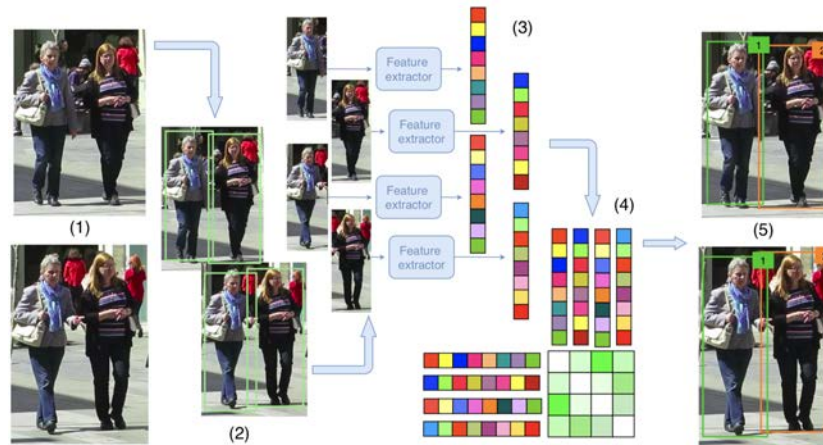 (1)
(2)
(3)
Feature
extractor
Feature
extractor
Feature
extractor
Feature
extractor
(4)
(5)
1
2
1